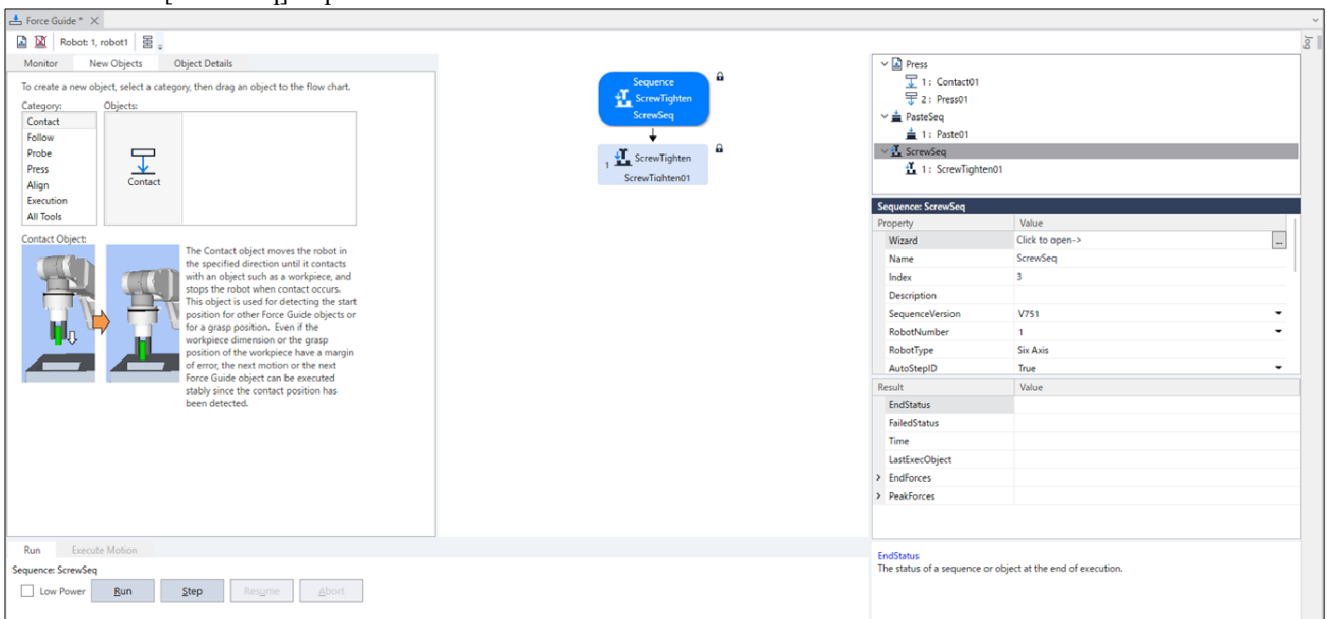 Force Guide *
Robot: 1, robot1
Jog
Monitor New Objects Object Details
To create a new object, select a category, then drag an object to the flow chart.
Category: Objects:
Contact
Follow
Probe
Press
Align
Execution
All Tools
Contact
Contact Object:
The Contact object moves the robot in
the specified direction until it contacts
with an object such as a workpiece, and
stops the robot when contact occurs.
This object is used for detecting the start
position for other Force Guide objects or
for a grasp position. Even if the
workpiece dimension or the grasp
position of the workpiece have a margin
of error, the next motion or the next
Force Guide object can be executed
stably since the contact position has
been detected.
Sequence
ScrewTighten
ScrewSeq
1 ScrewTighten
ScrewTighten01
Press
1: Contact01
2: Press01
PasteSeq
1: Paste01
ScrewSeq
1: ScrewTighten01
Sequence: ScrewSeq
Property Value
Wizard Click to open->
...
Name ScrewSeq
Index 3
Description
SequenceVersion V751
RobotNumber 1
RobotType Six Axis
AutoStepID True
Result Value
EndStatus
FailedStatus
Time
LastExecObject
EndForces
PeakForces
EndStatus
The status of a sequence or object at the end of execution.
Run Execute Motion
Sequence: ScrewSeq
Low Power Run Step Resume Abort